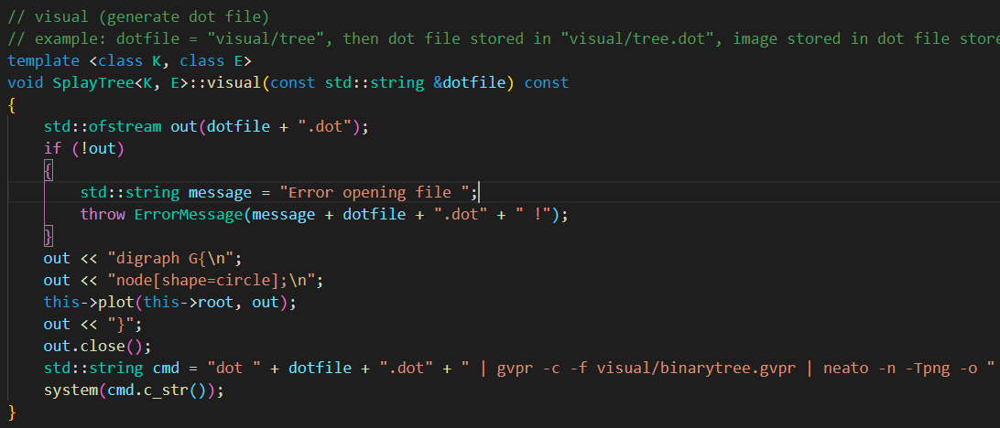 // visual (generate dot file)
// example: dotfile = "visual/tree", then dot file stored in "visual/tree.dot", image stored in dot file store
template <class K, class E>
void SplayTree<K, E>::visual(const std::string &dotfile) const
{
    std::ofstream out(dotfile + ".dot");
    if (!out)
    {
        std::string message = "Error opening file ";
        throw ErrorMessage(message + dotfile + ".dot" + " !");
    }
    out << "digraph G{\n";
    out << "node[shape=circle];\n";
    this->plot(this->root, out);
    out << "}";
    out.close();
    std::string cmd = "dot " + dotfile + ".dot" + " | gvpr -c -f visual/binarytree.gvpr | neato -n -Tpng -o "
    system(cmd.c_str());
}